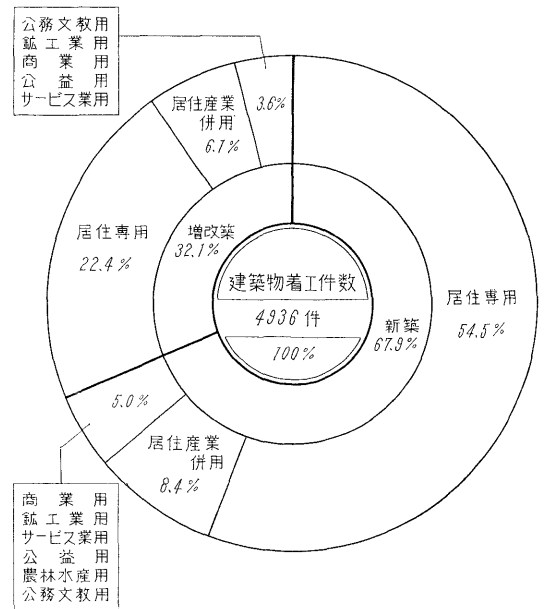 公務文教用
鉱工業用
商業用
公益用
サービス業用
居住産業
併用
6.1%
3.6%
増改築
32.1%
居住専用
22.4%
建築物着工件数
4936件
100%
新築
67.9%
居住専用
54.5%
5.0%
居住産業
併用
8.4%
商業用
鉱工業用
サービス業用
公益用
農林水産用
公務文教用